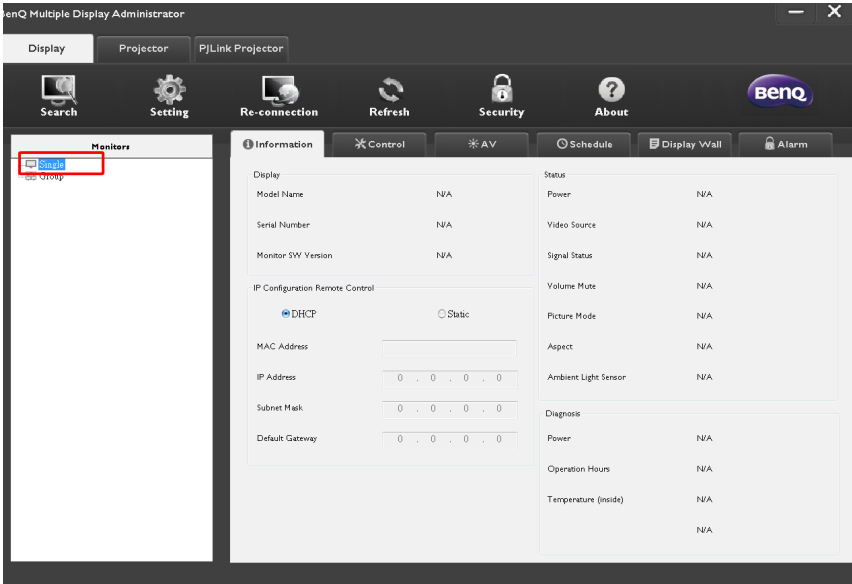 BenQ Multiple Display Administrator
Display Projector PJLink Projector
Search Setting Re-connection Refresh Security About BenQ
Monitors
Single
Group
Information Control AV Schedule Display Wall Alarm
Display
Model Name N/A
Serial Number N/A
Monitor SW Version N/A
IP Configuration Remote Control
DHCP Static
MAC Address
IP Address 0 . 0 . 0 . 0
Subnet Mask 0 . 0 . 0 . 0
Default Gateway 0 . 0 . 0 . 0
Status
Power N/A
Video Source N/A
Signal Status N/A
Volume Mute N/A
Picture Mode N/A
Aspect N/A
Ambient Light Sensor N/A
Diagnosis
Power N/A
Operation Hours N/A
Temperature (inside) N/A
N/A